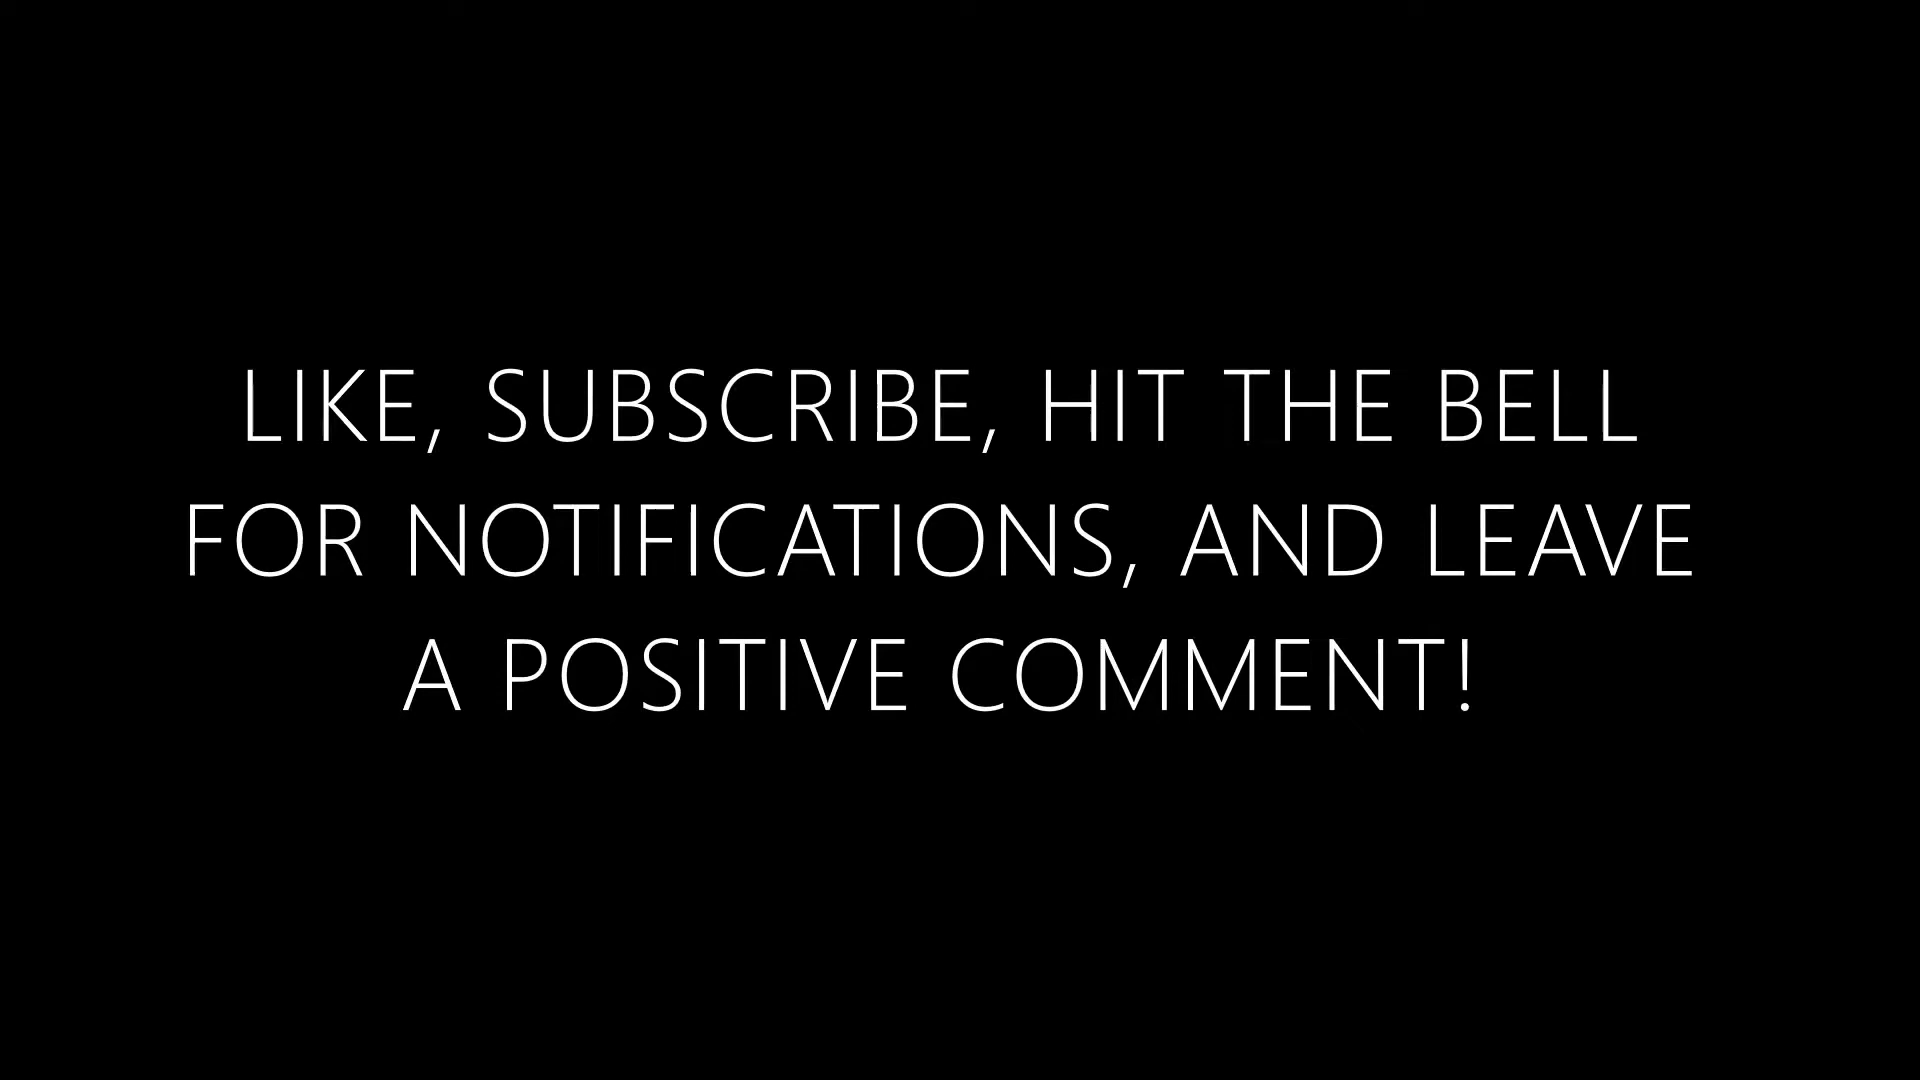 LIKE, SUBSCRIBE, HIT THE BELL
FOR NOTIFICATIONS, AND LEAVE
A POSITIVE COMMENT!